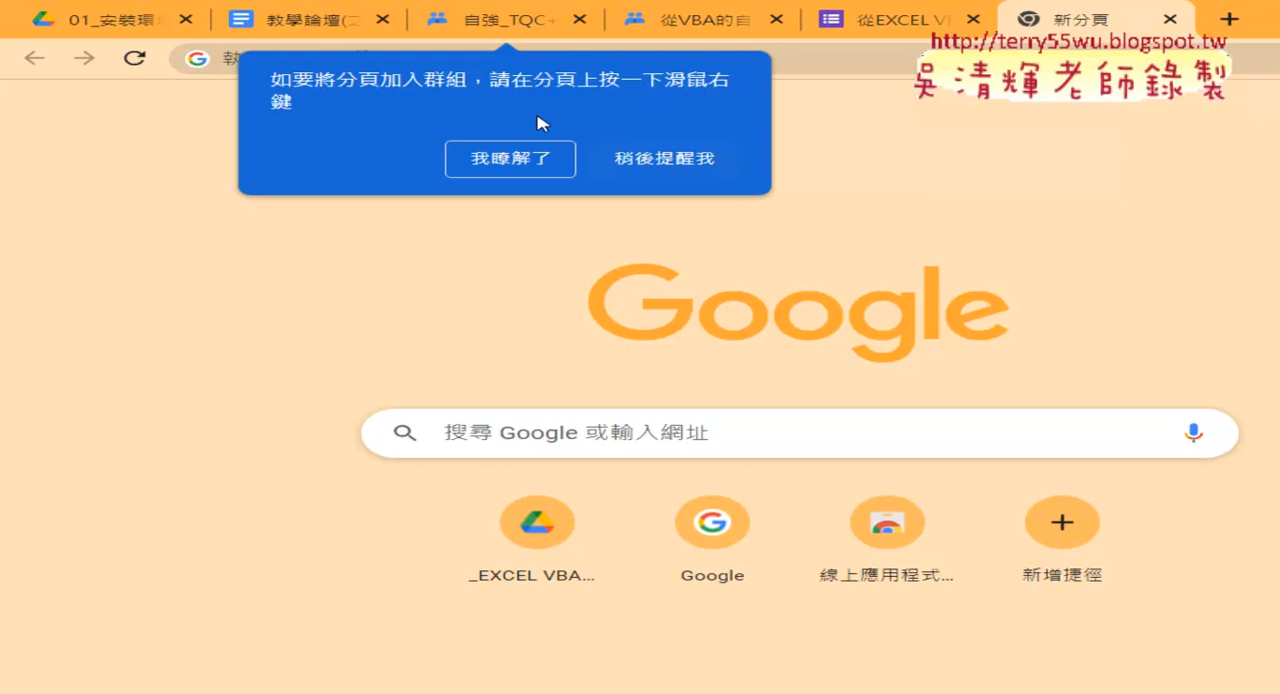 01_安裝環
教學論壇(
自強_TQC+
從VBA的自
從EXCEL V
新分頁
http://terry55wu.blogspot.tw
吳清輝老師錄製
如要將分頁加入群組,請在分頁上按一下滑鼠右
鍵
我瞭解了
稍後提醒我
Google
搜尋 Google 或輸入網址
_EXCEL VBA...
Google
線上應用程式...
新增捷徑